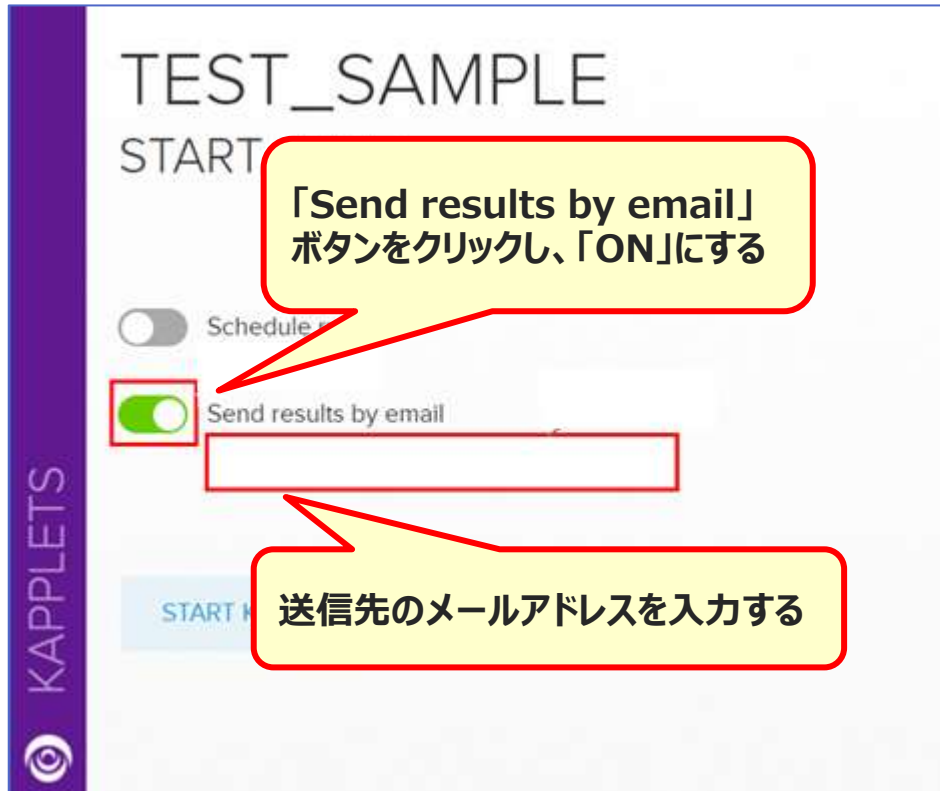 TEST_SAMPLE
START
「Send results by email」
ボタンをクリックし、「ON」にする
Schedule
Send results by email
送信先のメールアドレスを入力する
START
KAPPLETS